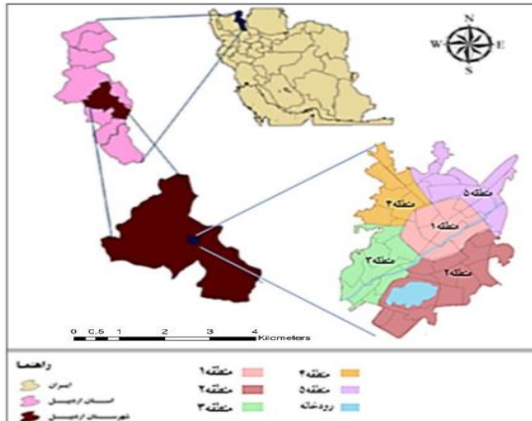 N
W E
S
منطقه۵
منطقه۴
منطقه۱
منطقه۳
منطقه۲
0 0.5 1 2 3 4
Kilometers
راهنما
ایران
استان اردبیل
شهرستان اردبیل
منطقه۱
منطقه۲
منطقه۳
منطقه۴
منطقه۵
رودخانه